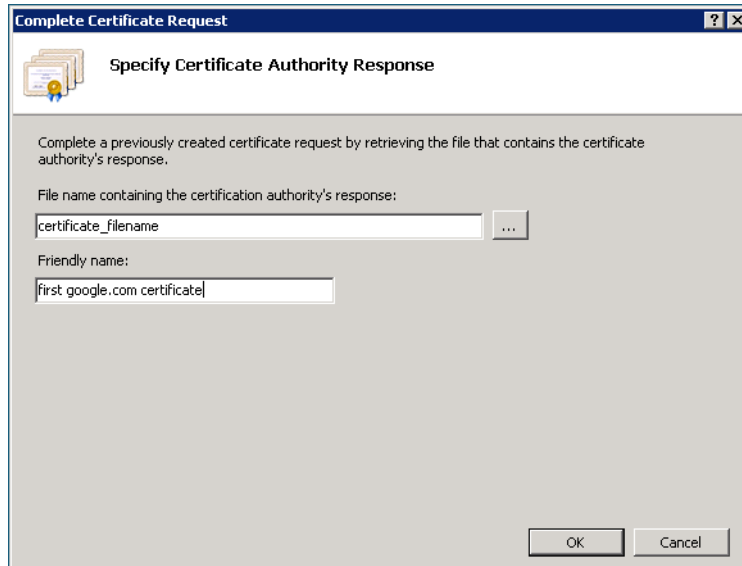 Complete Certificate Request
Specify Certificate Authority Response
Complete a previously created certificate request by retrieving the file that contains the certificate
authority's response.
File name containing the certification authority's response:
certificate_filename
...
Friendly name:
first google.com certificate
OK
Cancel